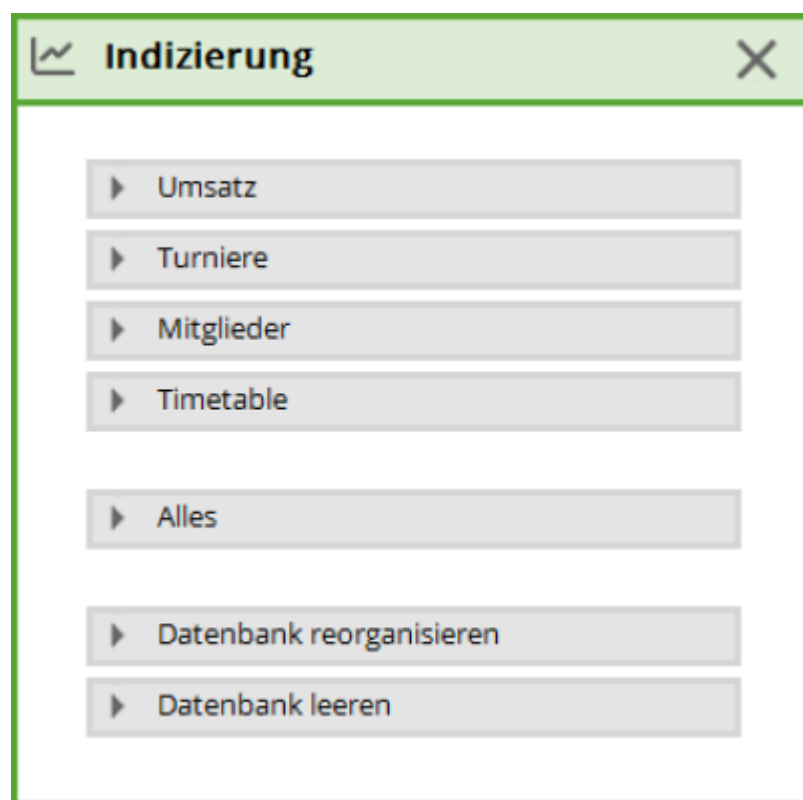 Indizierung
Umsatz
Turniere
Mitglieder
Timetable
Alles
Datenbank reorganisieren
Datenbank leeren